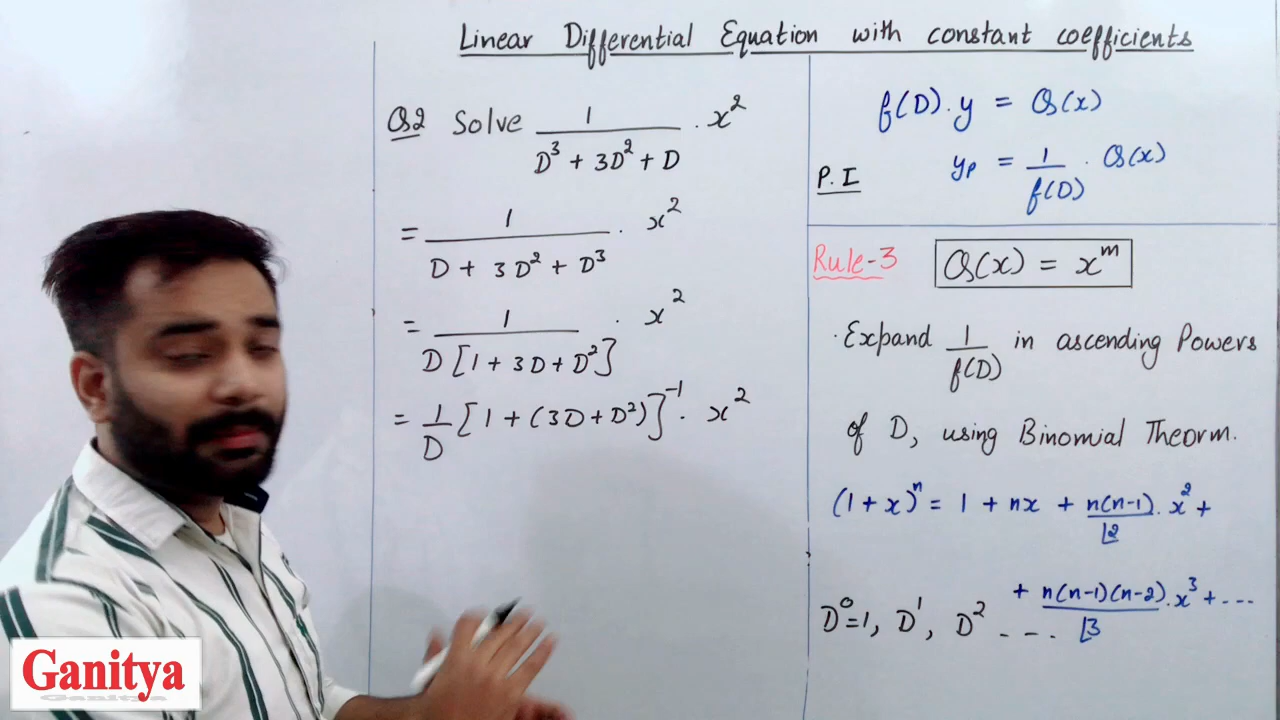 Linear Differential Equation with constant coefficients
Q2 Solve 1/(D³ + 3D² + D) . x²
= 1/(D + 3D² + D³) . x²
= 1/(D[1 + 3D + D²]) . x²
= 1/D [1 + (3D + D²)]⁻¹ . x²
f(D).y = Q(x)
P.I yₚ = 1/f(D) . Q(x)
Rule-3 Q(x) = xᵐ
.Expand 1/f(D) in ascending Powers
of D, using Binomial Theorm.
(1+x)ⁿ = 1 + nx + n(n-1)/⌊2 . x² +
+ n(n-1)(n-2)/⌊3 . x³ + ----
D⁰=1, D¹, D² - - - .
Ganitya